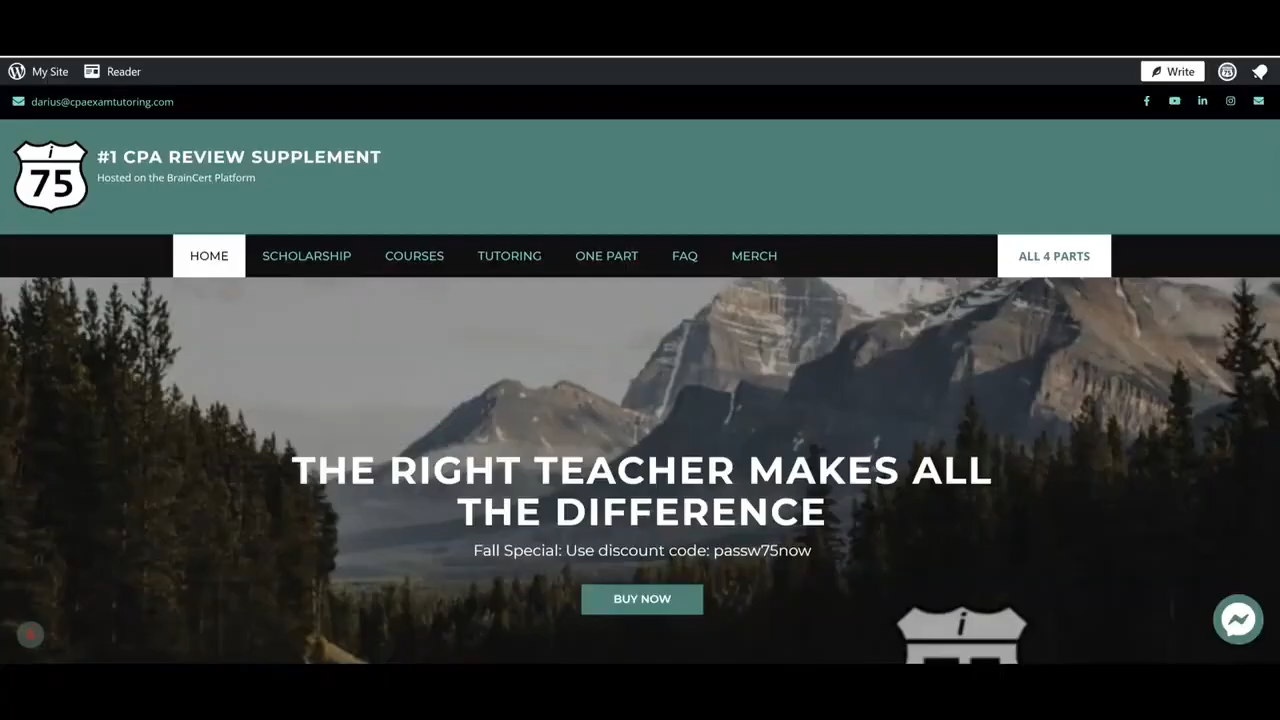 My Site
Reader
Write
darius@cpaexamtutoring.com
i
75
#1 CPA REVIEW SUPPLEMENT
Hosted on the BrainCert Platform
HOME
SCHOLARSHIP
COURSES
TUTORING
ONE PART
FAQ
MERCH
ALL 4 PARTS
THE RIGHT TEACHER MAKES ALL
THE DIFFERENCE
Fall Special: Use discount code: passw75now
BUY NOW
i